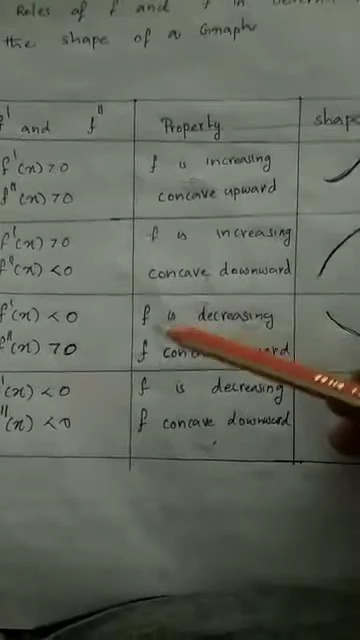 Roles of f' and f" in
the shape of a Graph
f' and f" Property shape
f'(x) >0 f is increasing
f"(x) >0 concave upward
f'(x) >0 f is increasing
f"(x) <0 concave downward
f'(x) <0 f is decreasing
f"(x) >0 f
f'(x) <0 f is decreasing
f"(x) <0 f concave downward